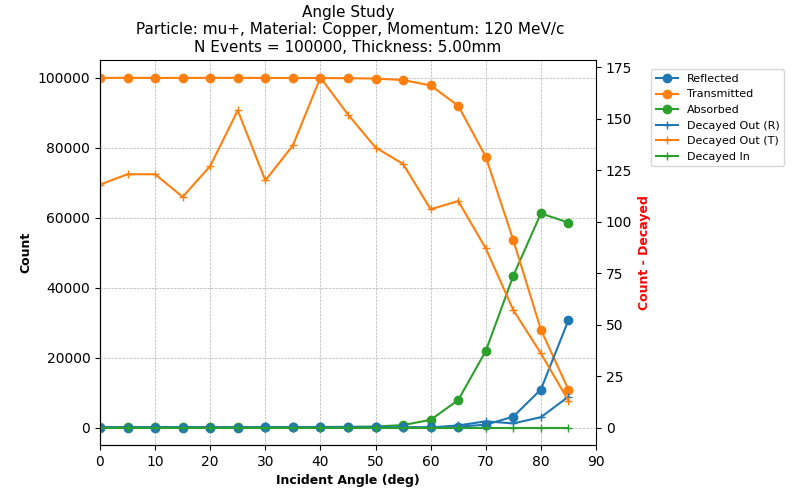 Angle Study
Particle: mu+, Material: Copper, Momentum: 120 MeV/c
N Events = 100000, Thickness: 5.00mm
100000
80000
60000
40000
20000
0
Count
175
150
125
100
75
50
25
0
Count - Decayed
0 10 20 30 40 50 60 70 80 90
Incident Angle (deg)
Reflected
Transmitted
Absorbed
Decayed Out (R)
Decayed Out (T)
Decayed In